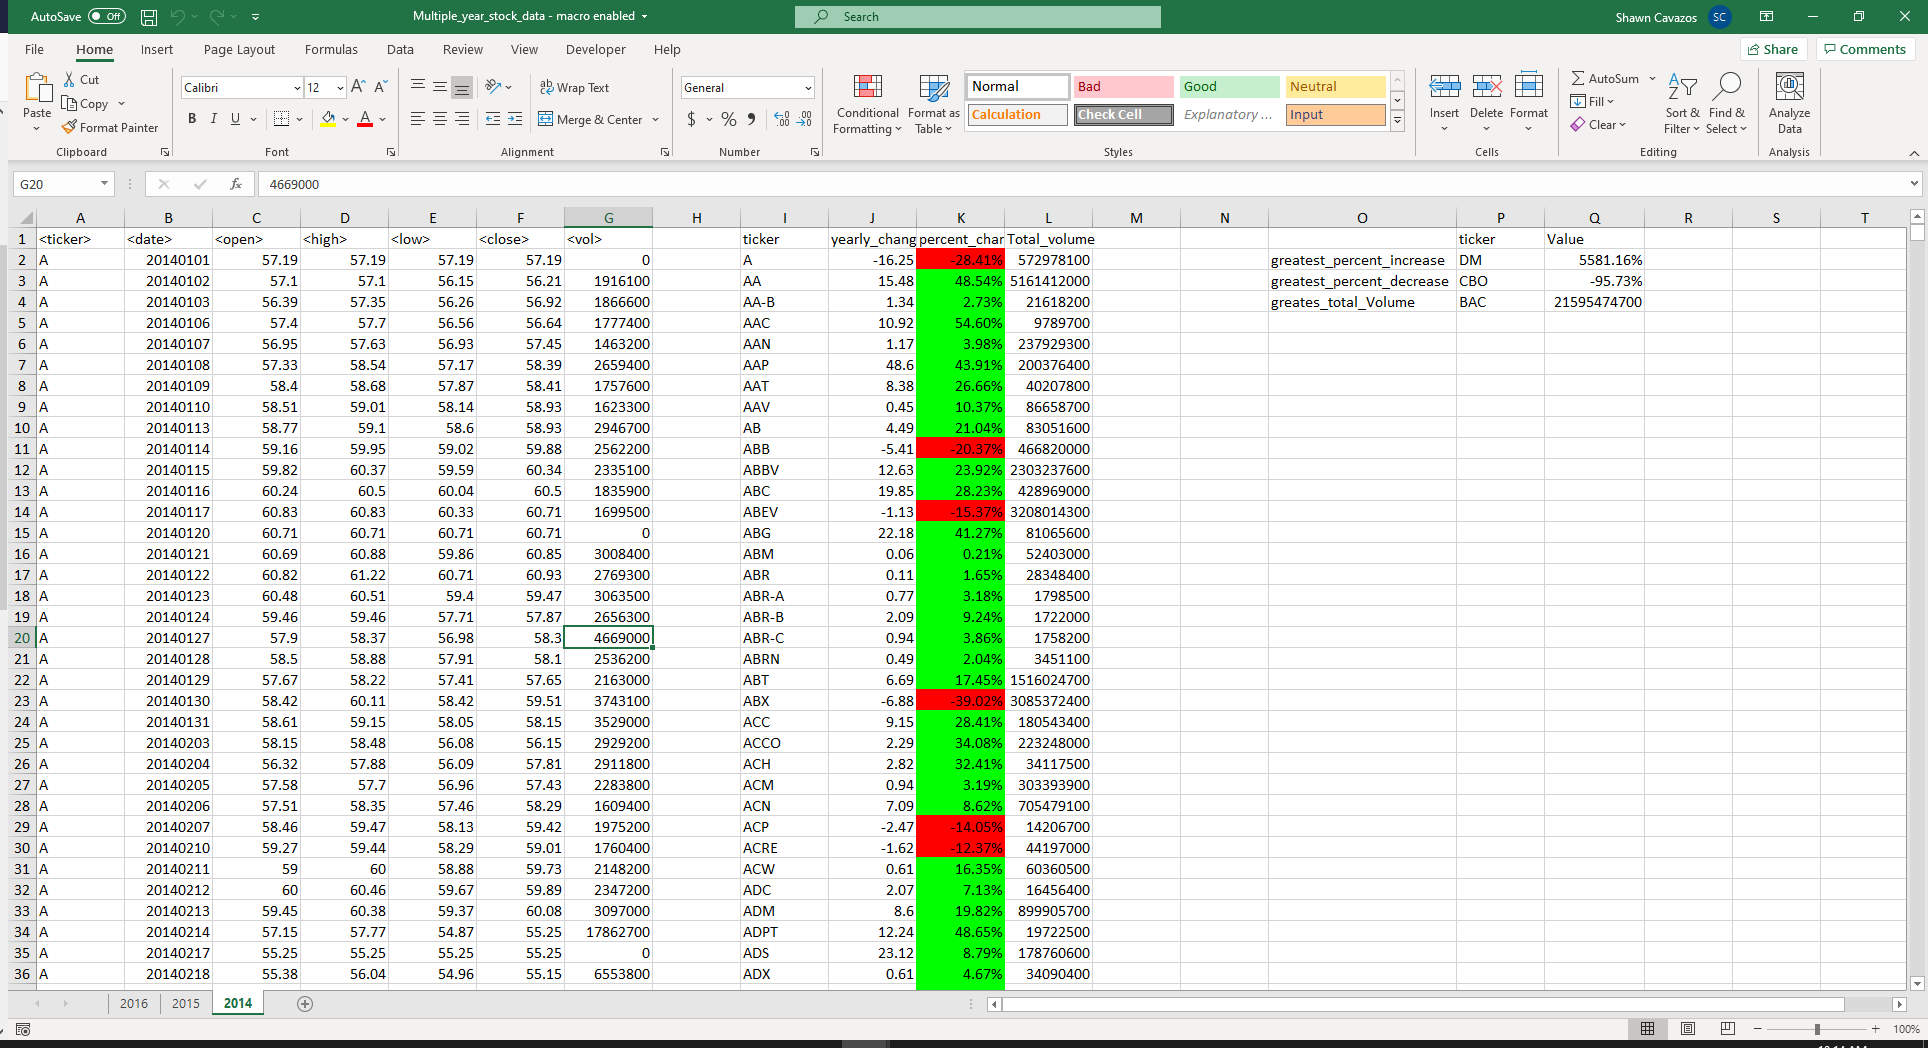 AutoSave Off Multiple_year_stock_data - macro enabled Search Shawn Cavazos SC
File Home Insert Page Layout Formulas Data Review View Developer Help Share Comments
Paste Cut Copy Format Painter Clipboard
Calibri 12 A A B I U A Font
ab Wrap Text Merge & Center Alignment
General $ % 9 .00 Number
Conditional Formatting Format as Table
Normal Bad Good Neutral
Calculation Check Cell Explanatory ... Input
Styles
Insert Delete Format Cells
AutoSum Fill Clear Sort & Filter Find & Select Editing
Analyze Data Analysis
G20 fx 4669000
A B C D E F G H I J K L M N O P Q R S T
1 <ticker> <date> <open> <high> <low> <close> <vol> ticker yearly_chang percent_char Total_volume ticker Value
2 A 20140101 57.19 57.19 57.19 57.19 0 A -16.25 -28.41% 572978100 greatest_percent_increase DM 5581.16%
3 A 20140102 57.1 57.1 56.15 56.21 1916100 AA 15.48 48.54% 5161412000 greatest_percent_decrease CBO -95.73%
4 A 20140103 56.39 57.35 56.26 56.92 1866600 AA-B 1.34 2.73% 21618200 greates_total_Volume BAC 21595474700
5 A 20140106 57.4 57.7 56.56 56.64 1777400 AAC 10.92 54.60% 9789700
6 A 20140107 56.95 57.63 56.93 57.45 1463200 AAN 1.17 3.98% 237929300
7 A 20140108 57.33 58.54 57.17 58.39 2659400 AAP 48.6 43.91% 200376400
8 A 20140109 58.4 58.68 57.87 58.41 1757600 AAT 8.38 26.66% 40207800
9 A 20140110 58.51 59.01 58.14 58.93 1623300 AAV 0.45 10.37% 86658700
10 A 20140113 58.77 59.1 58.6 58.93 2946700 AB 4.49 21.04% 83051600
11 A 20140114 59.16 59.95 59.02 59.88 2562200 ABB -5.41 -20.37% 466820000
12 A 20140115 59.82 60.37 59.59 60.34 2335100 ABBV 12.63 23.92% 2303237600
13 A 20140116 60.24 60.5 60.04 60.5 1835900 ABC 19.85 28.23% 428969000
14 A 20140117 60.83 60.83 60.33 60.71 1699500 ABEV -1.13 -15.37% 3208014300
15 A 20140120 60.71 60.71 60.71 60.71 0 ABG 22.18 41.27% 81065600
16 A 20140121 60.69 60.88 59.86 60.85 3008400 ABM 0.06 0.21% 52403000
17 A 20140122 60.82 61.22 60.71 60.93 2769300 ABR 0.11 1.65% 28348400
18 A 20140123 60.48 60.51 59.4 59.47 3063500 ABR-A 0.77 3.18% 1798500
19 A 20140124 59.46 59.46 57.71 57.87 2656300 ABR-B 2.09 9.24% 1722000
20 A 20140127 57.9 58.37 56.98 58.3 4669000 ABR-C 0.94 3.86% 1758200
21 A 20140128 58.5 58.88 57.91 58.1 2536200 ABRN 0.49 2.04% 3451100
22 A 20140129 57.67 58.22 57.41 57.65 2163000 ABT 6.69 17.45% 1516024700
23 A 20140130 58.42 60.11 58.42 59.51 3743100 ABX -6.88 -39.02% 3085372400
24 A 20140131 58.61 59.15 58.05 58.15 3529000 ACC 9.15 28.41% 180543400
25 A 20140203 58.15 58.48 56.08 56.15 2929200 ACCO 2.29 34.08% 223248000
26 A 20140204 56.32 57.88 56.09 57.81 2911800 ACH 2.82 32.41% 34117500
27 A 20140205 57.58 57.7 56.96 57.43 2283800 ACM 0.94 3.19% 303393900
28 A 20140206 57.51 58.35 57.46 58.29 1609400 ACN 7.09 8.62% 705479100
29 A 20140207 58.46 59.47 58.13 59.42 1975200 ACP -2.47 -14.05% 14206700
30 A 20140210 59.27 59.44 58.29 59.01 1760400 ACRE -1.62 -12.37% 44197000
31 A 20140211 59 60 58.88 59.73 2148200 ACW 0.61 16.35% 60360500
32 A 20140212 60 60.46 59.67 59.89 2347200 ADC 2.07 7.13% 16456400
33 A 20140213 59.45 60.38 59.37 60.08 3097000 ADM 8.6 19.82% 899905700
34 A 20140214 57.15 57.77 54.87 55.25 17862700 ADPT 12.24 48.65% 19722500
35 A 20140217 55.25 55.25 55.25 55.25 0 ADS 23.12 8.79% 178760600
36 A 20140218 55.38 56.04 54.96 55.15 6553800 ADX 0.61 4.67% 34090400
2016 2015 2014
100%